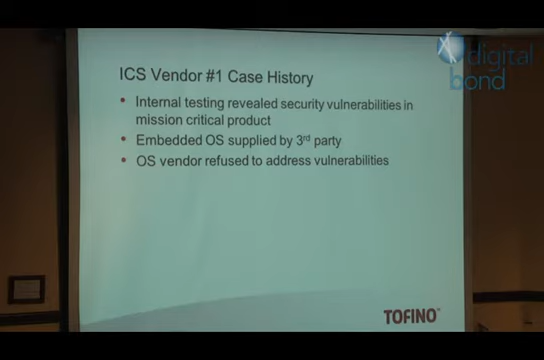 digital
bond
ICS Vendor #1 Case History
• Internal testing revealed security vulnerabilities in
mission critical product
• Embedded OS supplied by 3rd party
• OS vendor refused to address vulnerabilities
TOFINO™